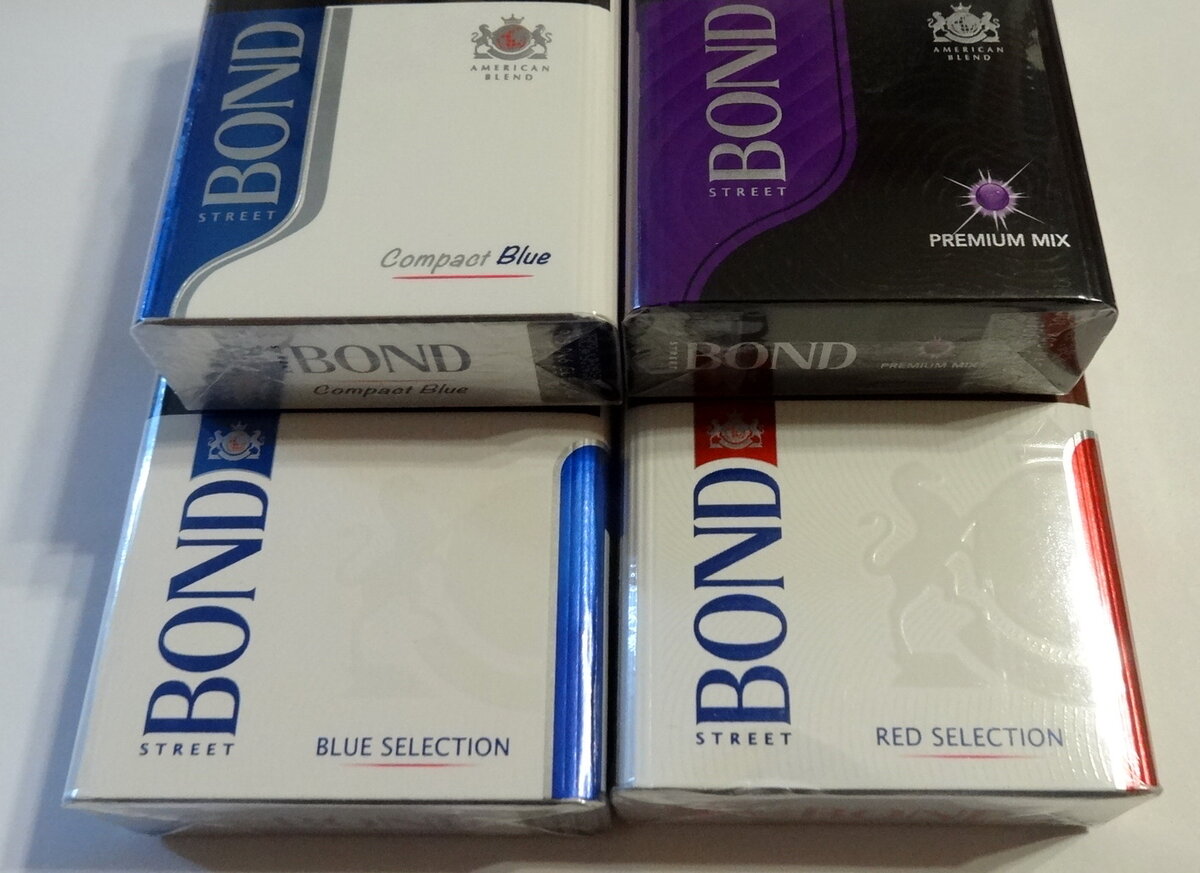 BOND
STREET
AMERICAN
BLEND
Compact Blue
BOND
Compact Blue
BOND
STREET
AMERICAN
BLEND
PREMIUM MIX
STREET
BOND
PREMIUM MIX
BOND
STREET
BLUE SELECTION
BOND
STREET
RED SELECTION